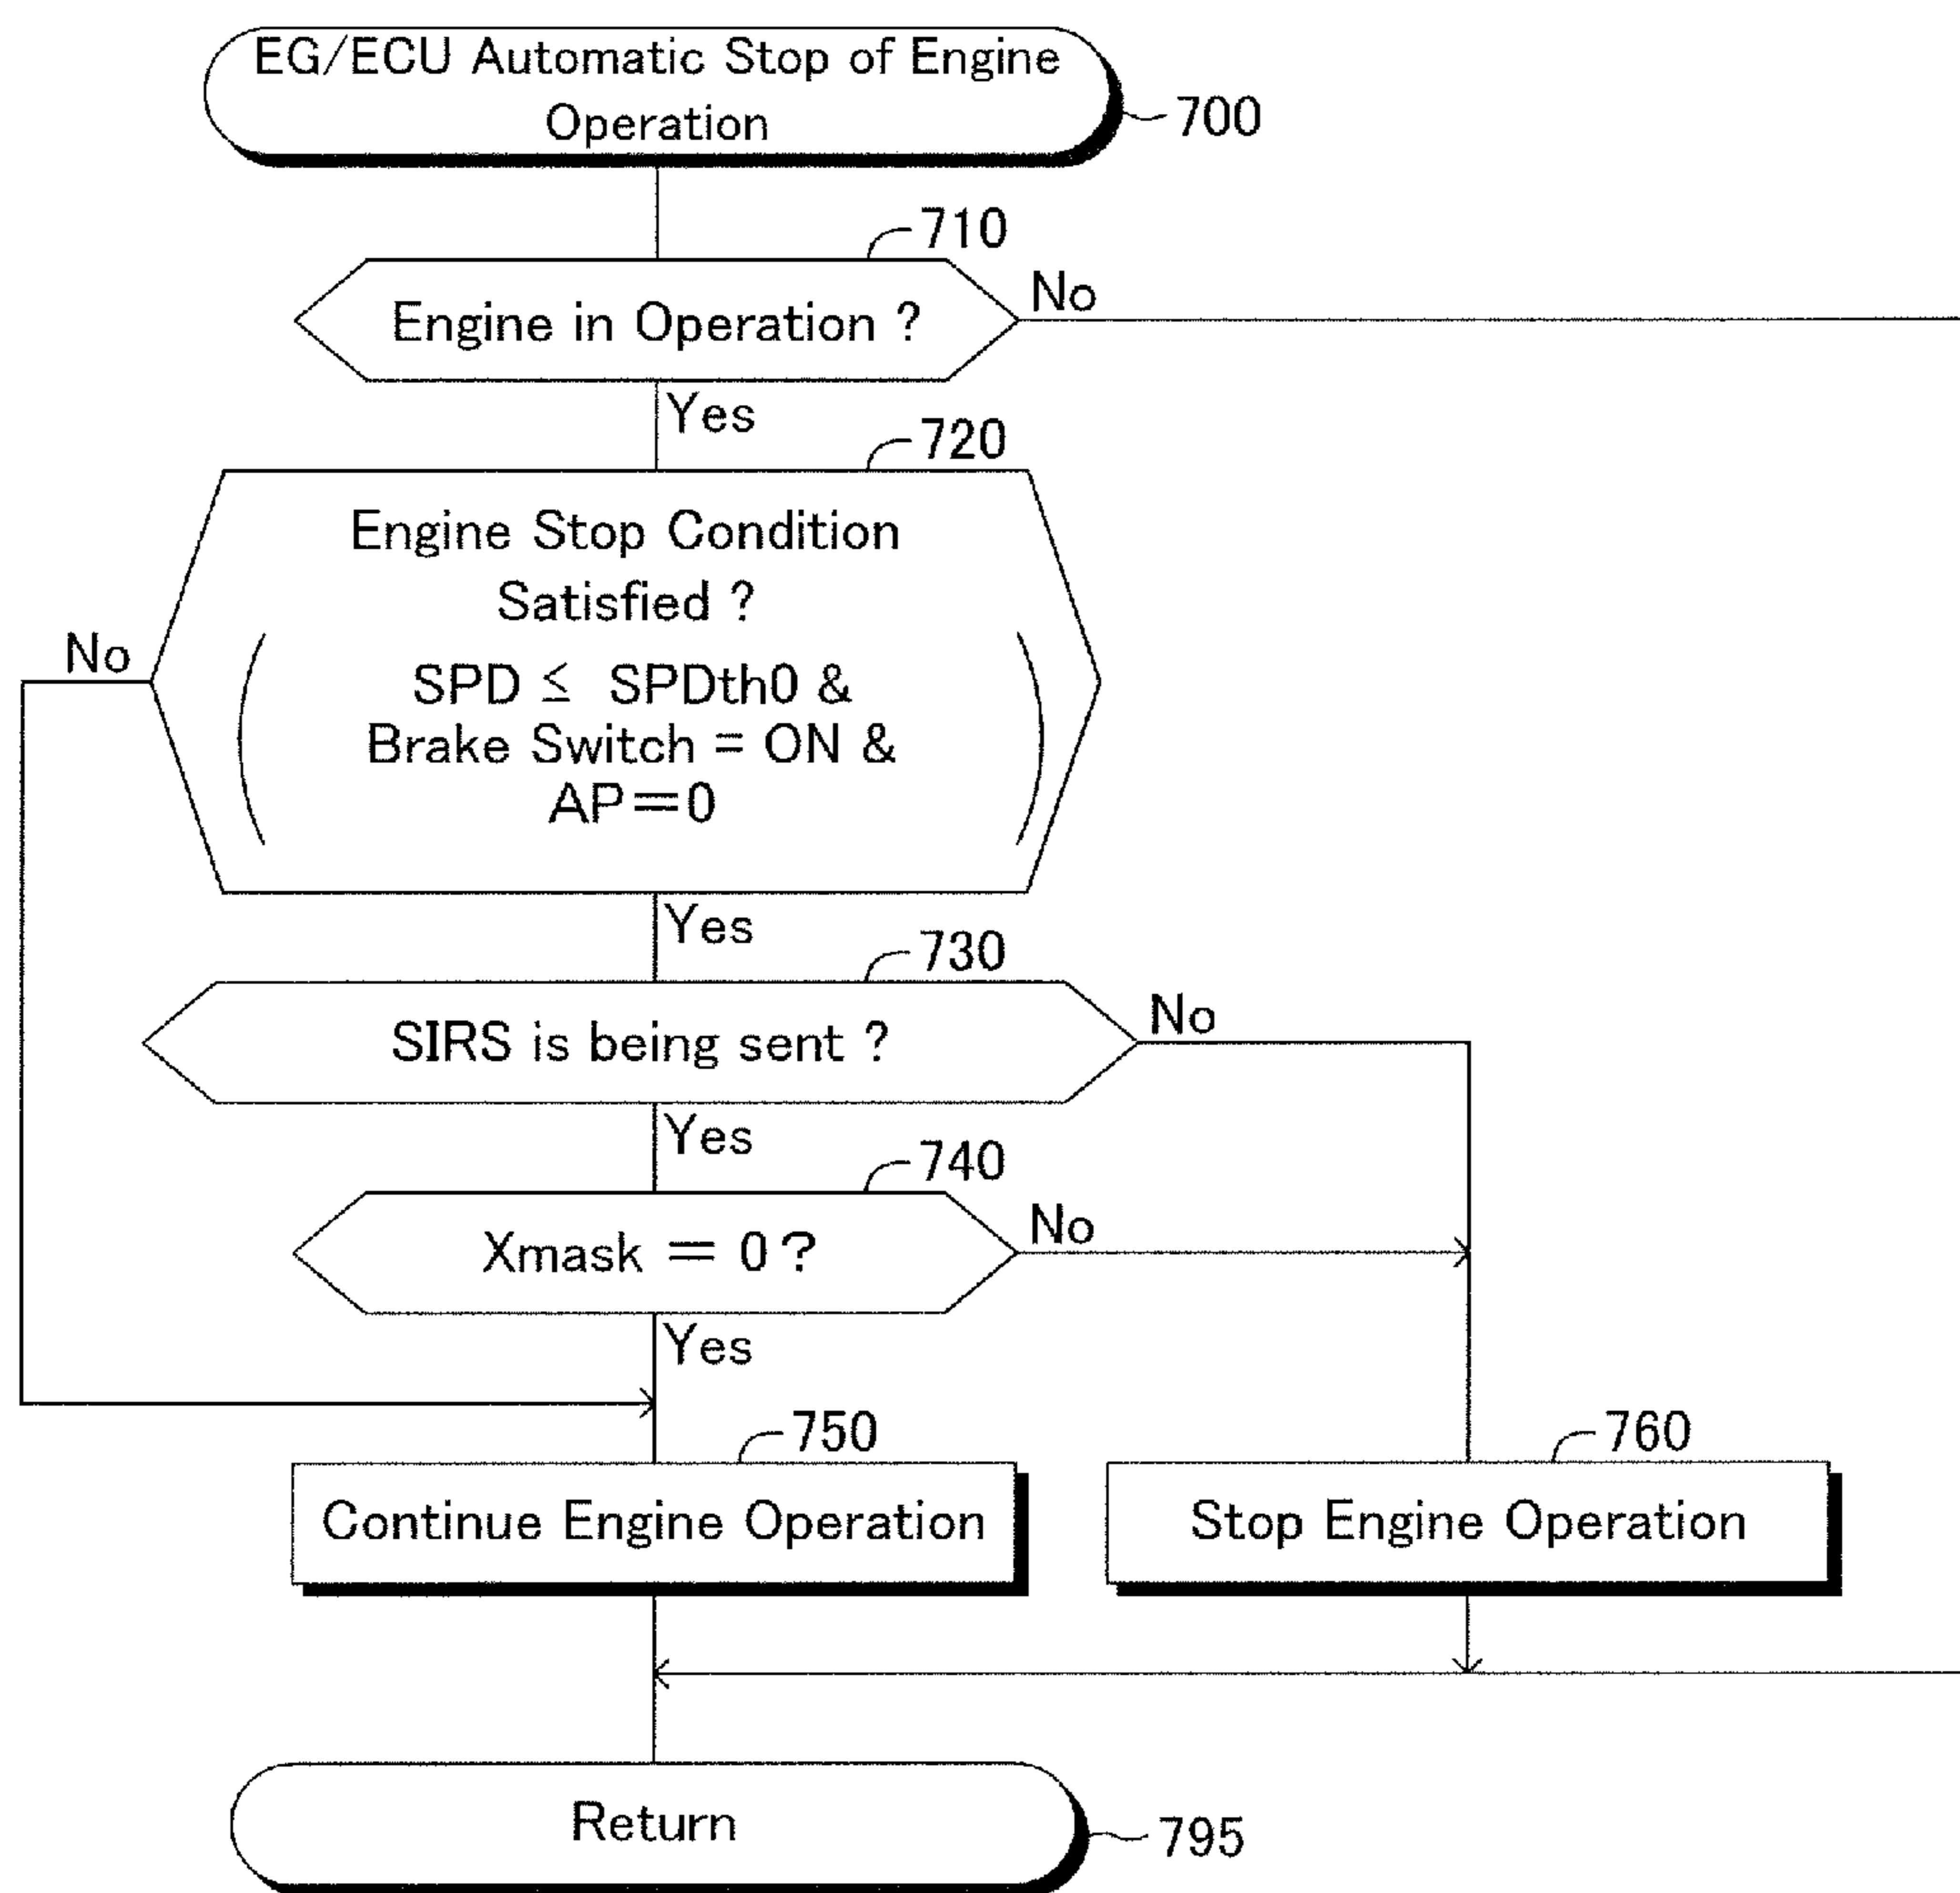 EG/ECU Automatic Stop of Engine
Operation
700
710
Engine in Operation ?
No
Yes
720
Engine Stop Condition
Satisfied ?
No
SPD ≦ SPDth0 &
Brake Switch = ON &
AP=0
Yes
730
SIRS is being sent ?
No
Yes
740
Xmask = 0?
No
Yes
750
760
Continue Engine Operation
Stop Engine Operation
Return
795